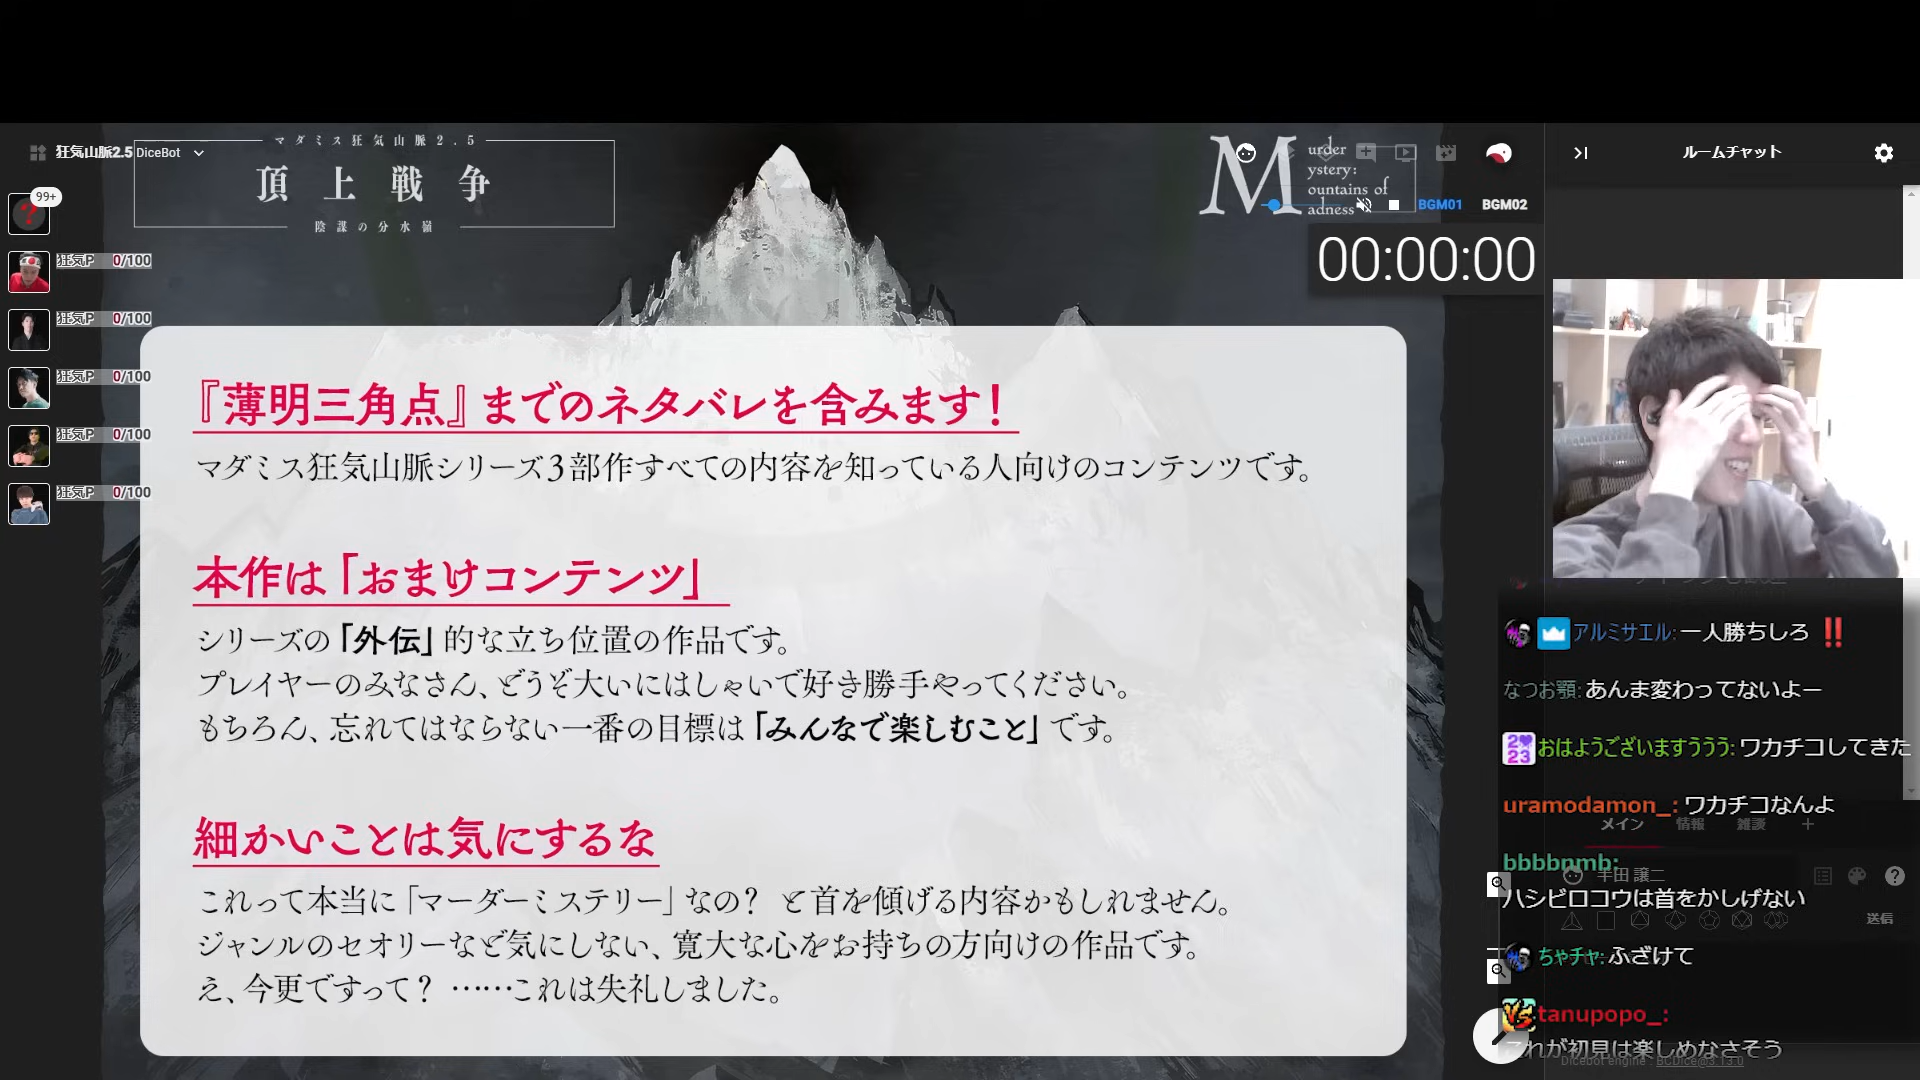 狂気山脈2.5 DiceBot
マダミス狂気山脈2.5
頂上戦争
陰謀の分水嶺
Murder
ystery:
ountains of
adness
BGM01 BGM02
00:00:00
ルームチャット
99+
狂気P 0/100
狂気P 0/100
狂気P 0/100
狂気P 0/100
狂気P 0/100
『薄明三角点』までのネタバレを含みます！
マダミス狂気山脈シリーズ3部作すべての内容を知っている人向けのコンテンツです。
本作は「おまけコンテンツ」
シリーズの「外伝」的な立ち位置の作品です。
プレイヤーのみなさん、どうぞ大いにはしゃいで好き勝手やってください。
もちろん、忘れてはならない一番の目標は「みんなで楽しむこと」です。
細かいことは気にするな
これって本当に「マーダーミステリー」なの？ と首を傾げる内容かもしれません。
ジャンルのセオリーなど気にしない、寛大な心をお持ちの方向けの作品です。
え、今更ですって？ ……これは失礼しました。
アルミサエル: 一人勝ちしろ ‼
なつお顎: あんま変わってないよー
2023
おはようございますううう: ワカチコしてきた
uramodamon_: ワカチコなんよ
メイン 情報 雑談 +
bbbbnmb:
半田 譲二
ハシビロコウは首をかしげない
送信
ちゃチャ: ふざけて
VS
tanupopo_:
これが初見は楽しめなさそう
Dicebot engine : BCDice@3.13.0